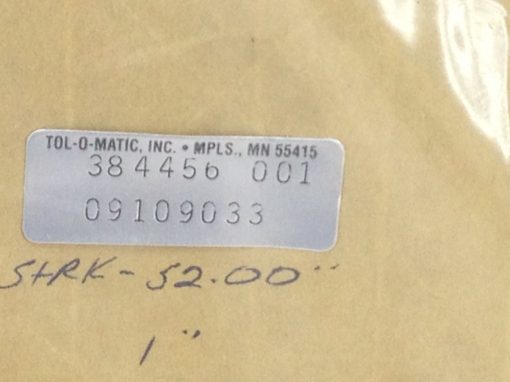 TOL-O-MATIC, INC. • MPLS., MN 55415
384456 001
09109033
StRK - 52.00"
1"